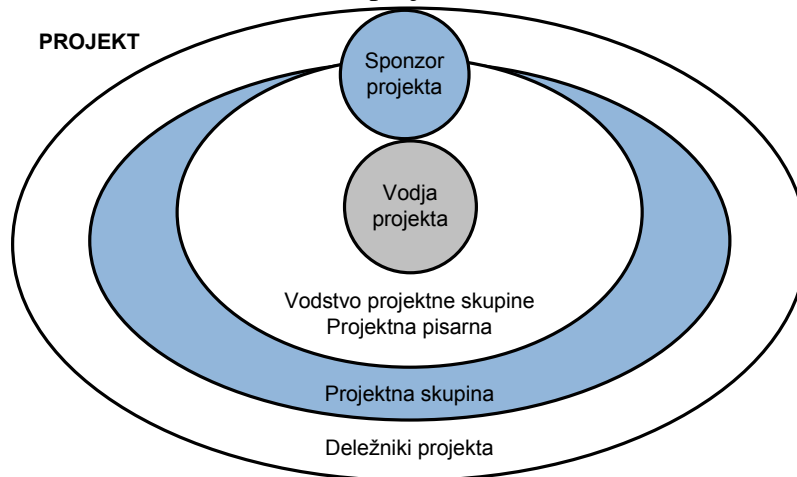 PROJEKT
Sponzor
projekta
Vodja
projekta
Vodstvo projektne skupine
Projektna pisarna
Projektna skupina
Deležniki projekta